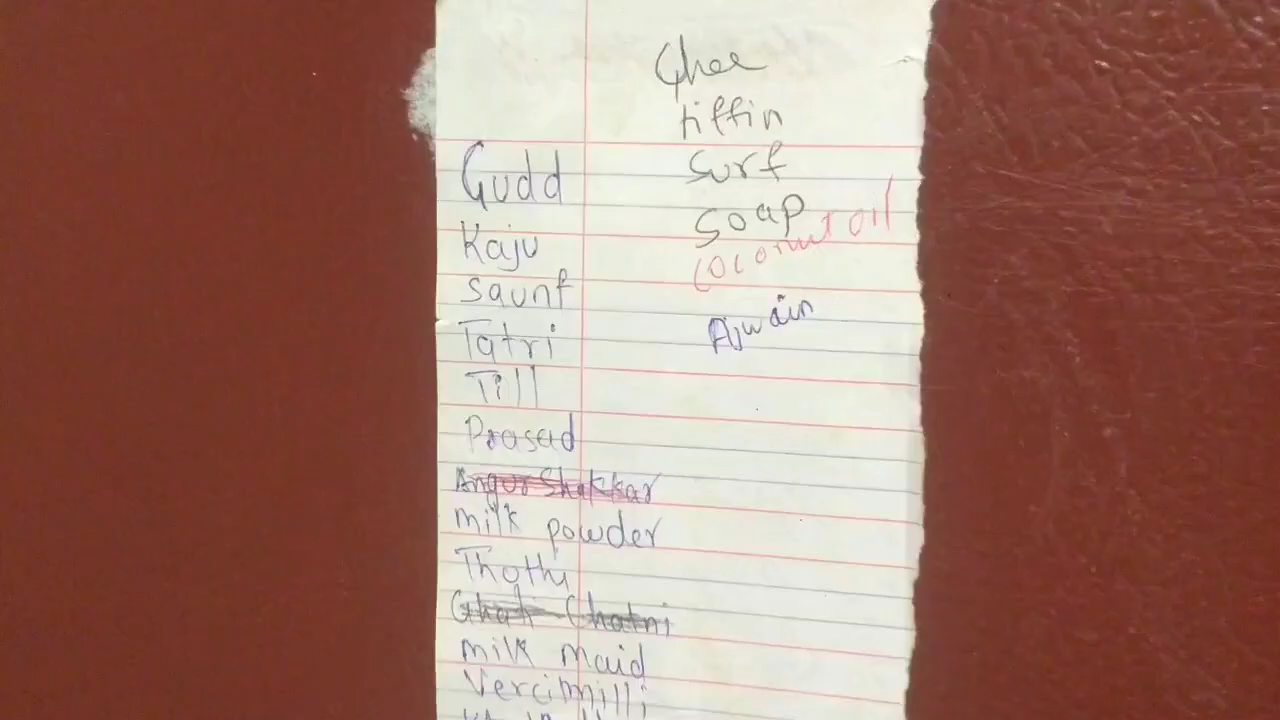 Ghee
tiffin
Surf
Soap
Coconut oil
Ajwain
Gudd
Kaju
Saunf
Tatri
Till
Prasad
Angur Shakkar
milk powder
Thothi
Chatni
milk maid
Vercimilli